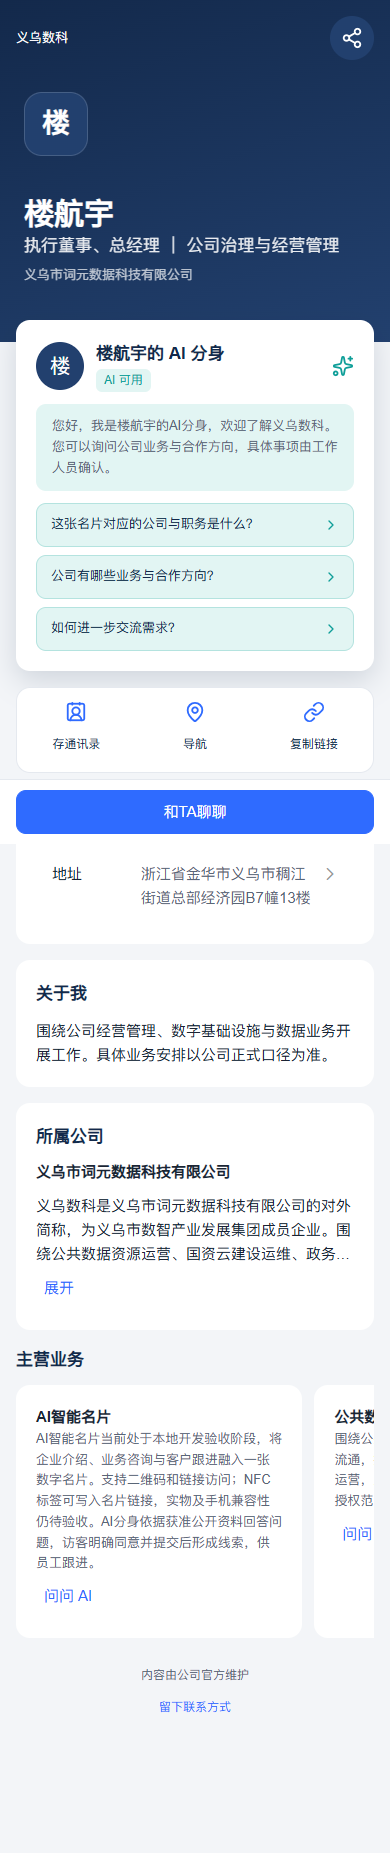 义乌数科
楼
楼航宇
执行董事、总经理 ｜ 公司治理与经营管理
义乌市词元数据科技有限公司
楼
楼航宇的 AI 分身
AI 可用
您好，我是楼航宇的AI分身，欢迎了解义乌数科。
您可以询问公司业务与合作方向，具体事项由工作
人员确认。
这张名片对应的公司与职务是什么?
公司有哪些业务与合作方向?
如何进一步交流需求?
存通讯录
导航
复制链接
和TA聊聊
地址
浙江省金华市义乌市稠江
街道总部经济园B7幢13楼
关于我
围绕公司经营管理、数字基础设施与数据业务开
展工作。具体业务安排以公司正式口径为准。
所属公司
义乌市词元数据科技有限公司
义乌数科是义乌市词元数据科技有限公司的对外
简称，为义乌市数智产业发展集团成员企业。围
绕公共数据资源运营、国资云建设运维、政务...
展开
主营业务
AI智能名片
AI智能名片当前处于本地开发验收阶段，将
企业介绍、业务咨询与客户跟进融入一张
数字名片。支持二维码和链接访问；NFC
标签可写入名片链接，实物及手机兼容性
仍待验收。AI分身依据获准公开资料回答问
题，访客明确同意并提交后形成线索，供
员工跟进。
问问 AI
公共数
围绕公
流通，
运营，
授权范
问问
内容由公司官方维护
留下联系方式